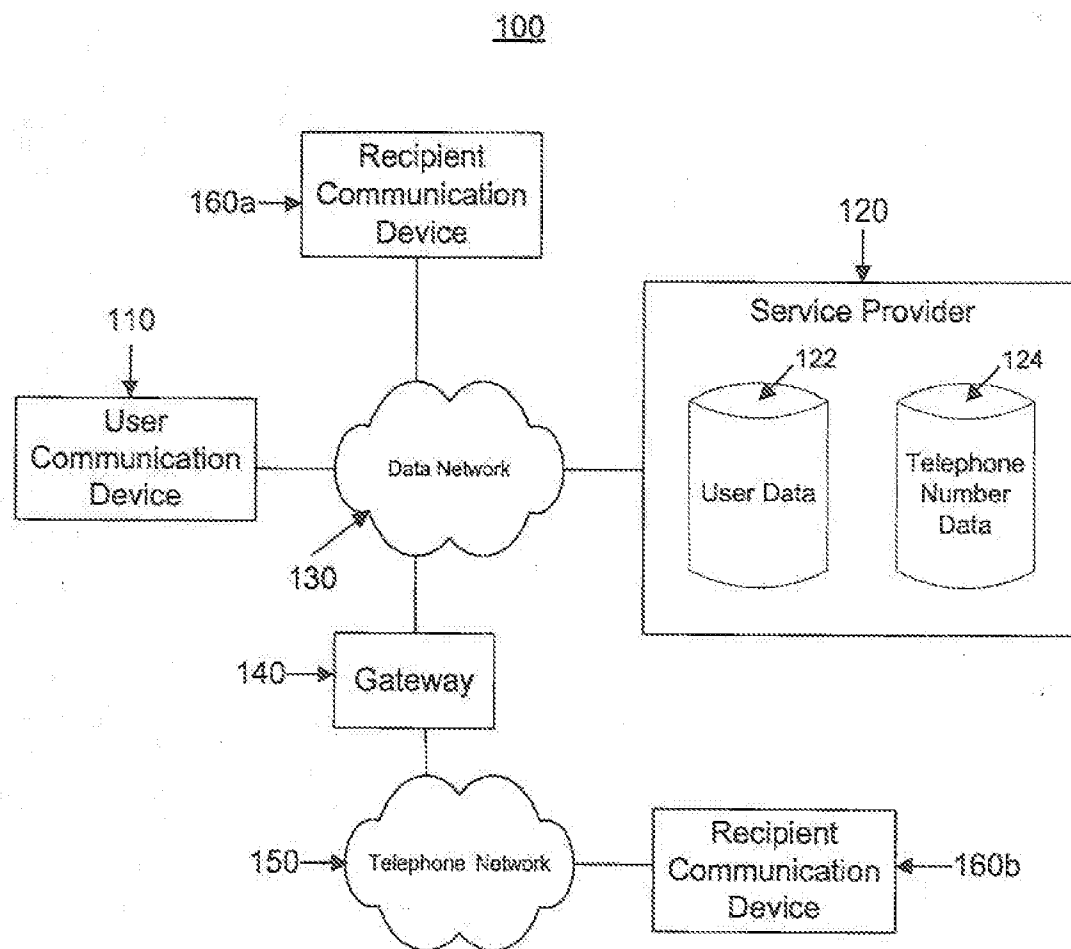 100
Recipient
Communication
Device
160a
120
Service Provider
110
122
124
User
Communication
Device
Data Network
User Data
Telephone
Number
Data
130
140
Gateway
150
Telephone Network
Recipient
Communication
Device
160b